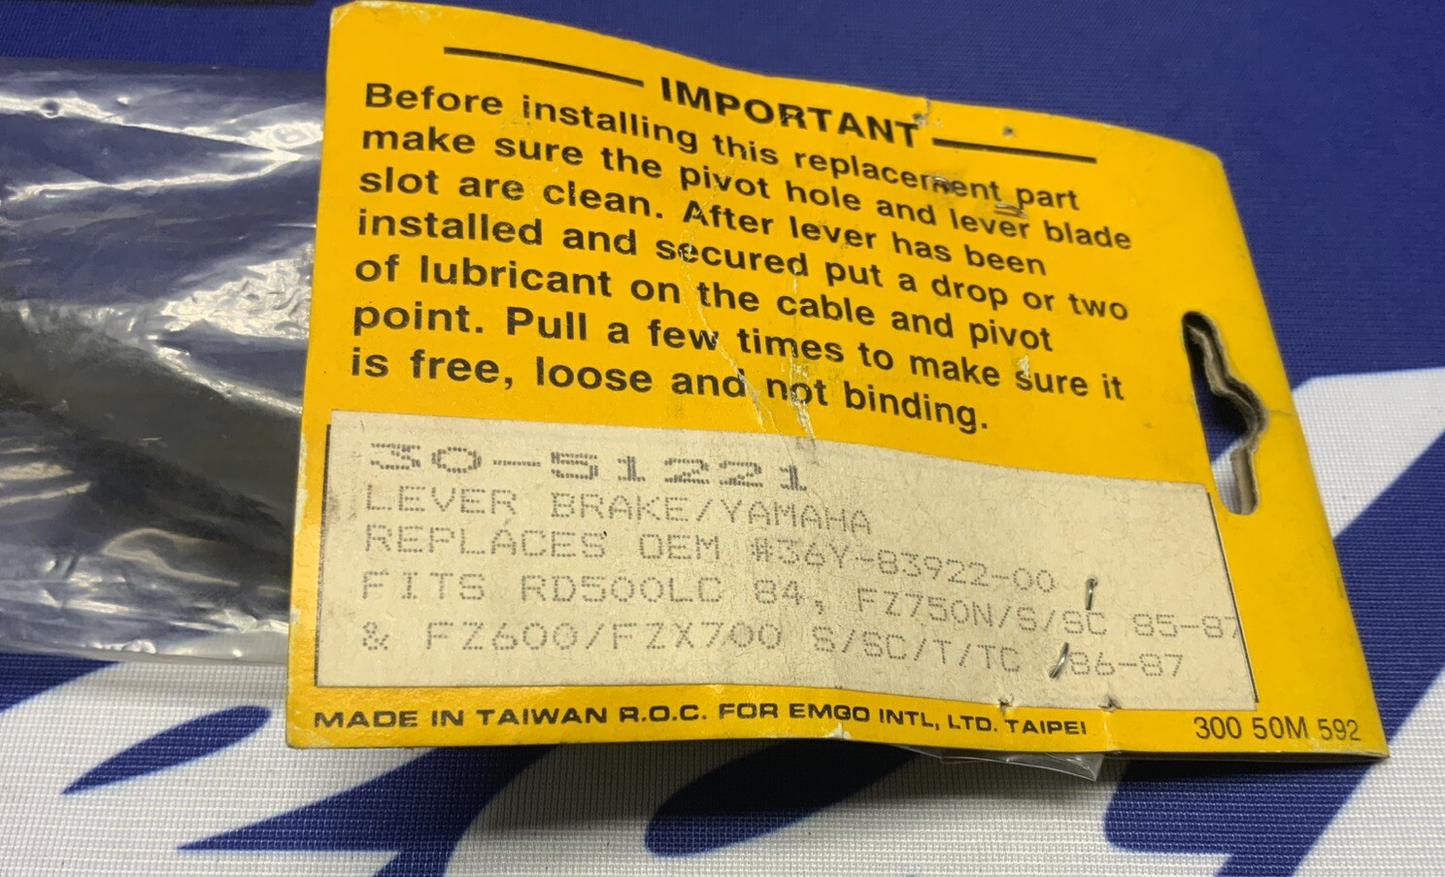 IMPORTANT
Before installing this replacement part
make sure the pivot hole and lever blade
slot are clean. After lever has been
installed and secured put a drop or two
of lubricant on the cable and pivot
point. Pull a few times to make sure it
is free, loose and not binding.
30-51221
LEVER BRAKE/YAMAHA
REPLACES OEM #36Y-83922-00
FITS RD500LC 84, FZ750N/S/SC 85-87
& FZ600/FZX700 S/SC/T/TC '86-87
MADE IN TAIWAN R.O.C. FOR EMGO INTL, LTD. TAIPEI
300 50M 592